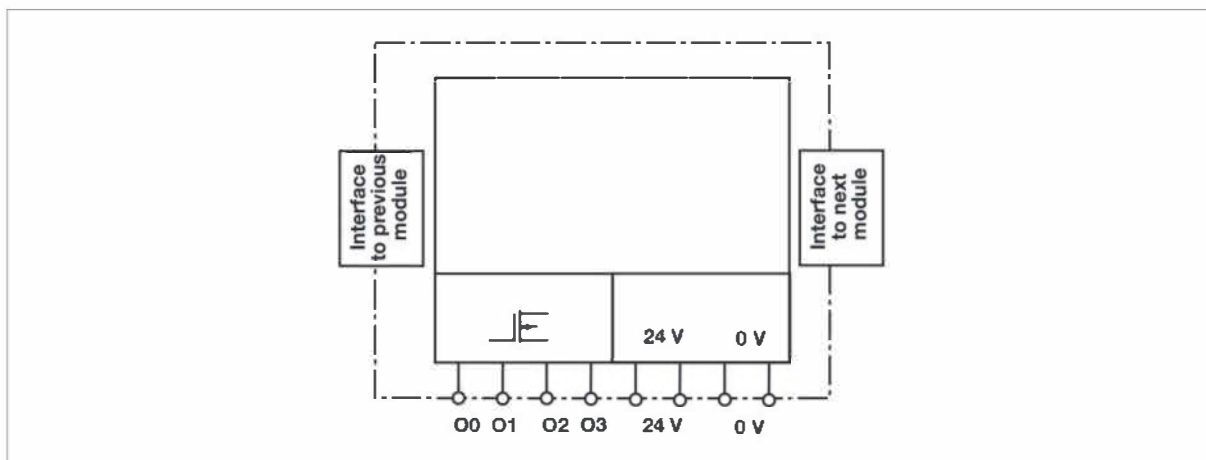 Interface
to previous
module
Interface
to next
module
24 V 0 V
O0 O1 O2 O3 24 V 0 V